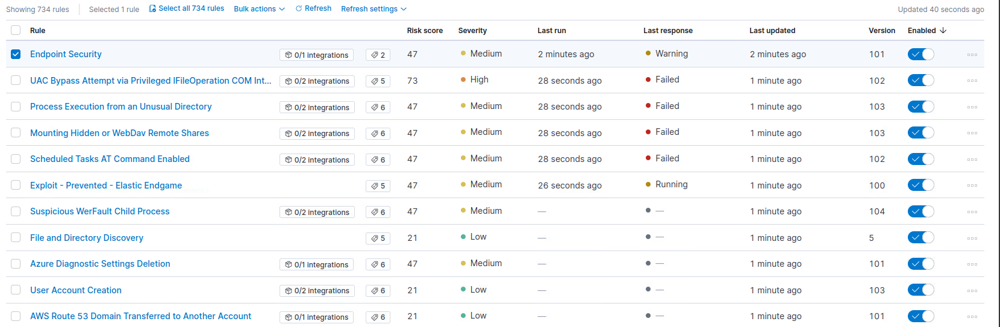 Showing 734 rules Selected 1 rule Select all 734 rules Bulk actions Refresh Refresh settings Updated 40 seconds ago
Rule Risk score Severity Last run Last response Last updated Version Enabled
Endpoint Security 0/1 integrations 2 47 Medium 2 minutes ago Warning 2 minutes ago 101
UAC Bypass Attempt via Privileged IFileOperation COM Int... 0/2 integrations 5 73 High 28 seconds ago Failed 1 minute ago 102
Process Execution from an Unusual Directory 0/2 integrations 6 47 Medium 28 seconds ago Failed 1 minute ago 103
Mounting Hidden or WebDav Remote Shares 0/2 integrations 6 47 Medium 28 seconds ago Failed 1 minute ago 103
Scheduled Tasks AT Command Enabled 0/2 integrations 6 47 Medium 28 seconds ago Failed 1 minute ago 102
Exploit - Prevented - Elastic Endgame 5 47 Medium 26 seconds ago Running 1 minute ago 100
Suspicious WerFault Child Process 0/2 integrations 6 47 Medium — — 1 minute ago 104
File and Directory Discovery 5 21 Low — — 1 minute ago 5
Azure Diagnostic Settings Deletion 0/1 integrations 6 47 Medium — — 1 minute ago 101
User Account Creation 0/2 integrations 6 21 Low — — 1 minute ago 103
AWS Route 53 Domain Transferred to Another Account 0/1 integrations 6 21 Low — — 1 minute ago 101